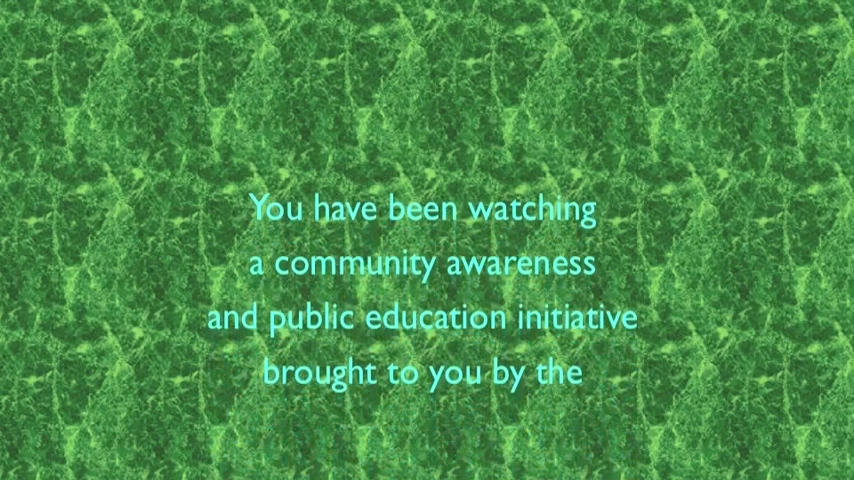 You have been watching
a community awareness
and public education initiative
brought to you by the